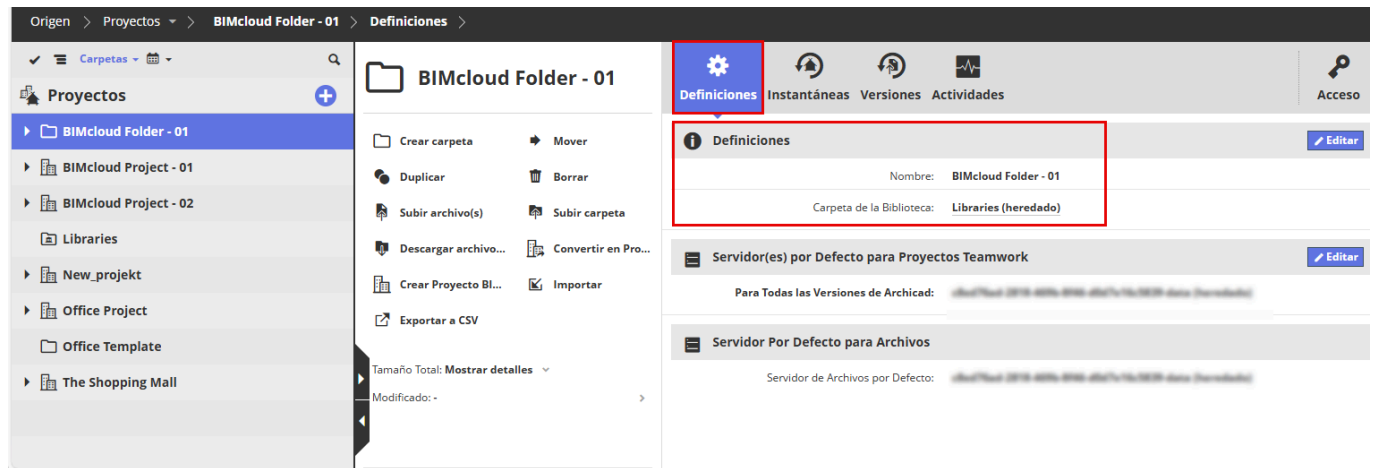 Origen > Proyectos > BIMcloud Folder - 01 > Definiciones >
Carpetas
Proyectos
BIMcloud Folder - 01
BIMcloud Project - 01
BIMcloud Project - 02
Libraries
New_projekt
Office Project
Office Template
The Shopping Mall
BIMcloud Folder - 01
Crear carpeta Mover
Duplicar Borrar
Subir archivo(s) Subir carpeta
Descargar archivo... Convertir en Pro...
Crear Proyecto BI... Importar
Exportar a CSV
Tamaño Total: Mostrar detalles
Modificado: -
Definiciones Instantáneas Versiones Actividades Acceso
Definiciones Editar
Nombre: BIMcloud Folder - 01
Carpeta de la Biblioteca: Libraries (heredado)
Servidor(es) por Defecto para Proyectos Teamwork Editar
Para Todas las Versiones de Archicad:
Servidor Por Defecto para Archivos
Servidor de Archivos por Defecto: